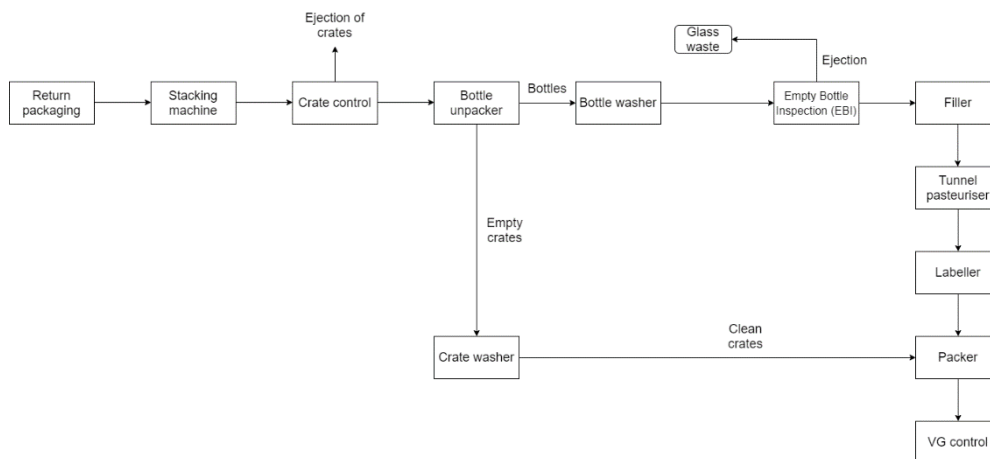 Ejection of
crates
Glass
waste
Ejection
Return
packaging
Stacking
machine
Crate control
Bottle
unpacker
Bottles
Bottle washer
Empty Bottle
Inspection (EBI)
Filler
Tunnel
pasteuriser
Empty
crates
Labeller
Crate washer
Clean
crates
Packer
VG control